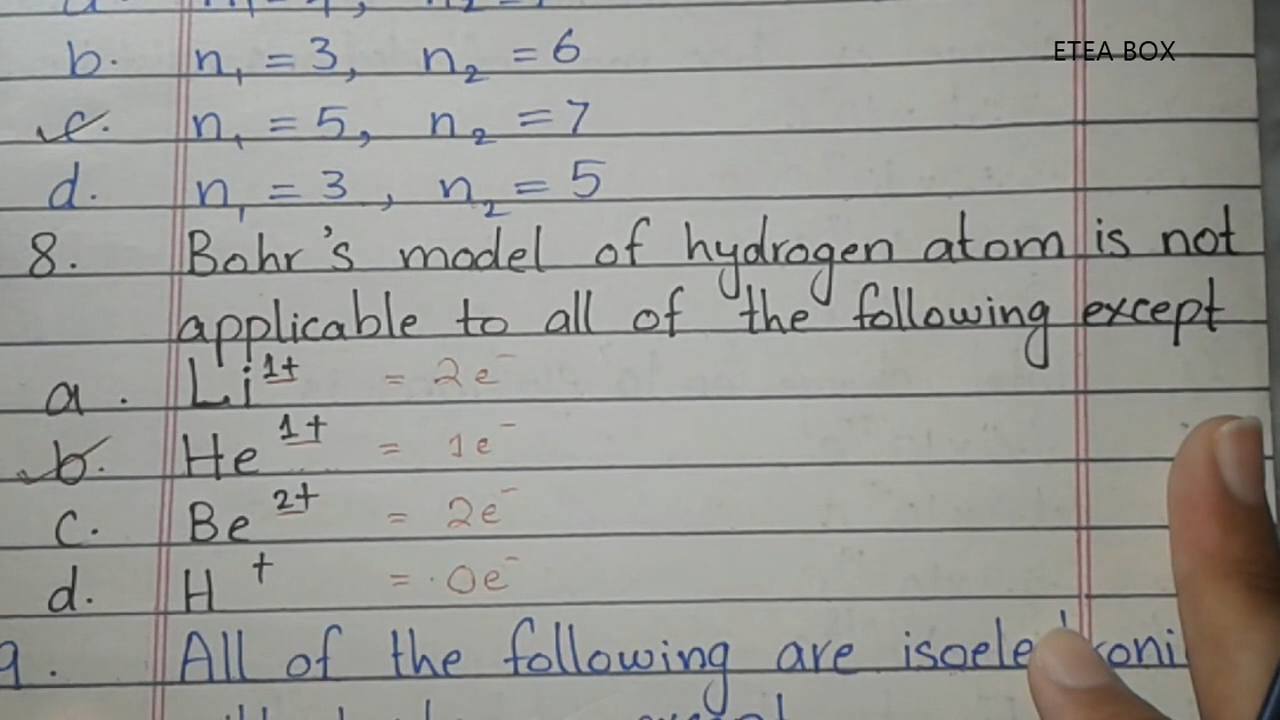 b. n₁ = 3, n₂ = 6
ETEA BOX
c. n₁ = 5, n₂ = 7
d. n₁ = 3, n₂ = 5
8. Bohr's model of hydrogen atom is not
applicable to all of the following except
a. Li¹⁺ = 2e⁻
b. He¹⁺ = 1e⁻
c. Be²⁺ = 2e⁻
d. H⁺ = 0e⁻
9. All of the following are